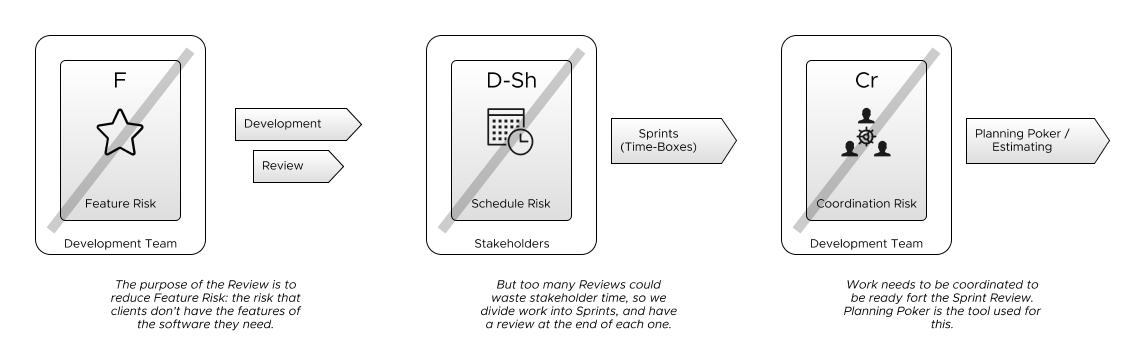 F
Feature Risk
Development Team
Development
Review
The purpose of the Review is to
reduce Feature Risk: the risk that
clients don't have the features of
the software they need.
D-Sh
Schedule Risk
Stakeholders
Sprints
(Time-Boxes)
But too many Reviews could
waste stakeholder time, so we
divide work into Sprints, and have
a review at the end of each one.
Cr
Coordination Risk
Development Team
Planning Poker /
Estimating
Work needs to be coordinated to
be ready fort the Sprint Review.
Planning Poker is the tool used for
this.